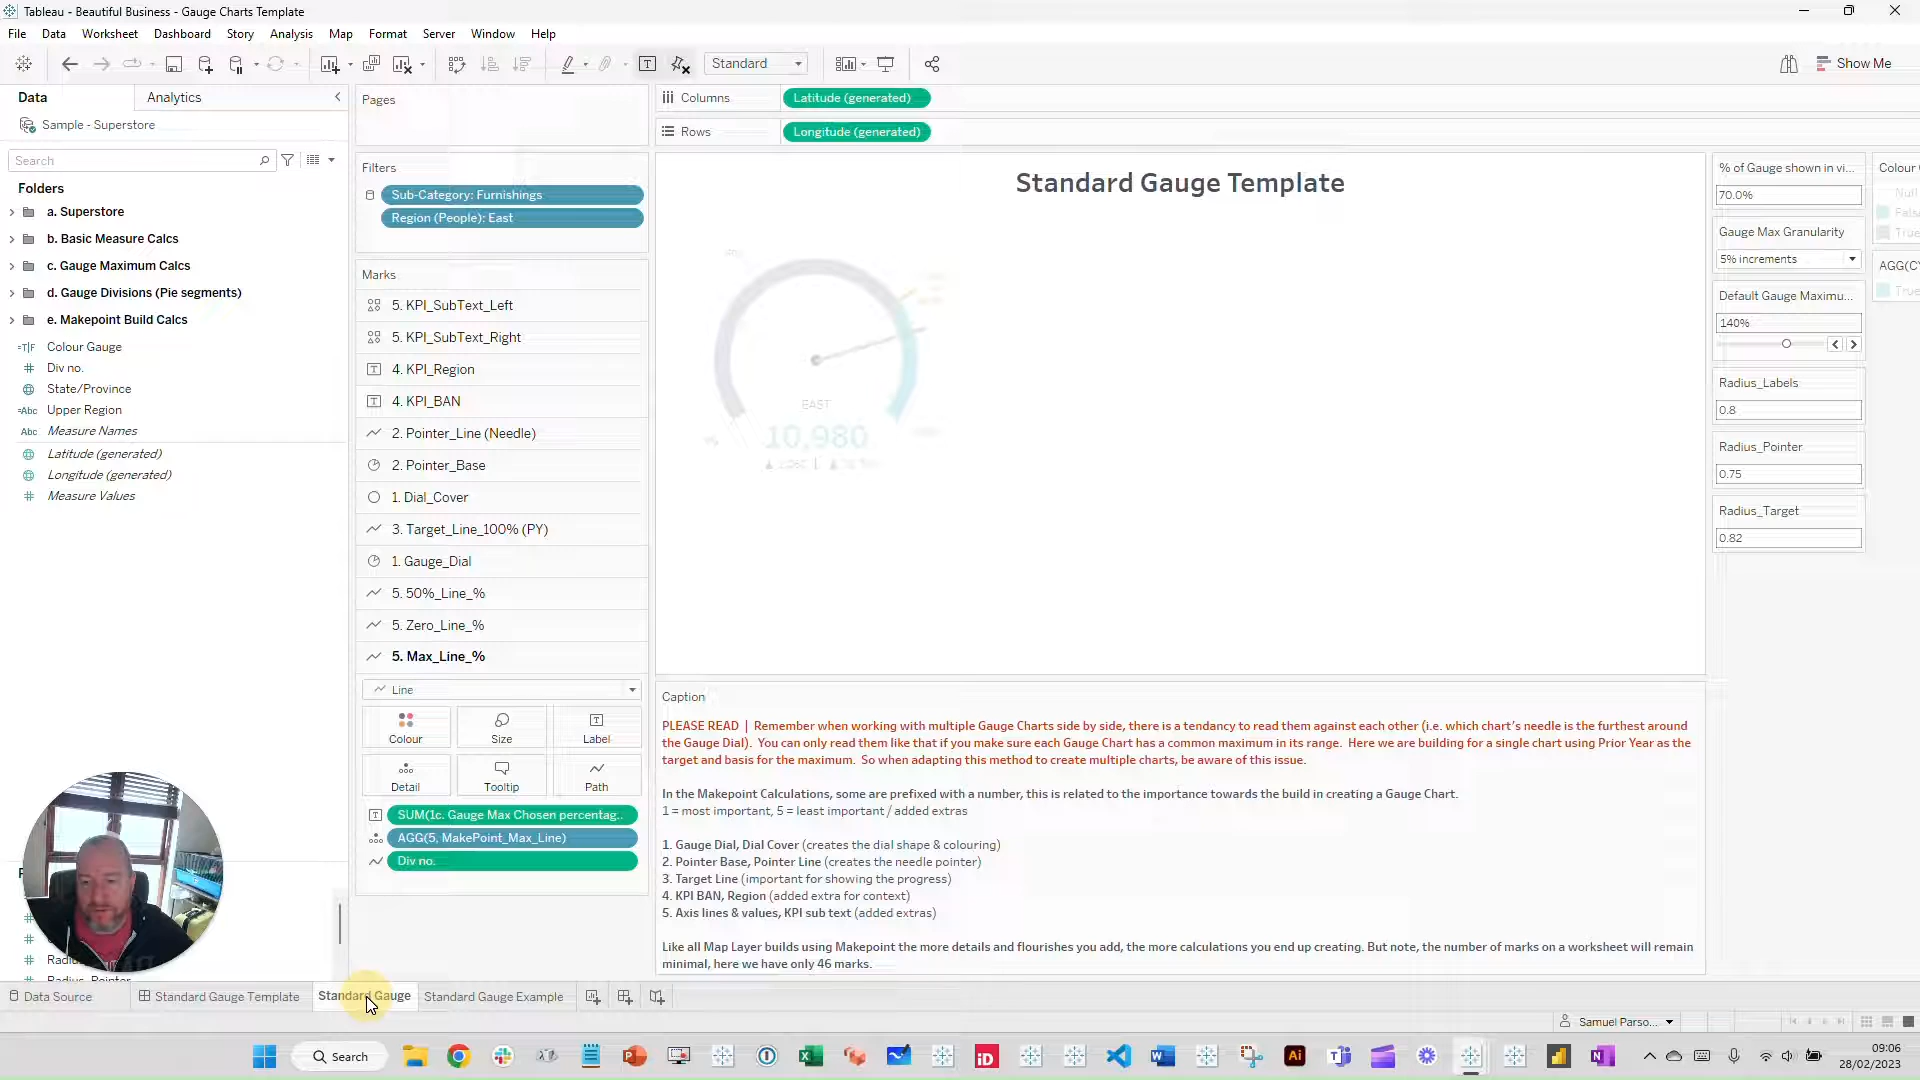 Tableau - Beautiful Business - Gauge Charts Template
File Data Worksheet Dashboard Story Analysis Map Format Server Window Help
Standard
Show Me
Data Analytics
Sample - Superstore
Search
Folders
a. Superstore
b. Basic Measure Calcs
c. Gauge Maximum Calcs
d. Gauge Divisions (Pie segments)
e. Makepoint Build Calcs
=T|F Colour Gauge
# Div no.
State/Province
=Abc Upper Region
Abc Measure Names
Latitude (generated)
Longitude (generated)
# Measure Values
Pages
Filters
Sub-Category: Furnishings
Region (People): East
Marks
5. KPI_SubText_Left
5. KPI_SubText_Right
4. KPI_Region
4. KPI_BAN
2. Pointer_Line (Needle)
2. Pointer_Base
1. Dial_Cover
3. Target_Line_100% (PY)
1. Gauge_Dial
5. 50%_Line_%
5. Zero_Line_%
5. Max_Line_%
Line
Colour Size Label
Detail Tooltip Path
SUM(1c. Gauge Max Chosen percentag..
AGG(5, MakePoint_Max_Line)
Div no.
Columns Latitude (generated)
Rows Longitude (generated)
Standard Gauge Template
EAST
10,980
Caption
PLEASE READ | Remember when working with multiple Gauge Charts side by side, there is a tendency to read them against each other (i.e. which chart's needle is the furthest around
the Gauge Dial). You can only read them like that if you make sure each Gauge Chart has a common maximum in its range. Here we are building for a single chart using Prior Year as the
target and basis for the maximum. So when adapting this method to create multiple charts, be aware of this issue.
In the Makepoint Calculations, some are prefixed with a number, this is related to the importance towards the build in creating a Gauge Chart.
1 = most important, 5 = least important / added extras
1. Gauge Dial, Dial Cover (creates the dial shape & colouring)
2. Pointer Base, Pointer Line (creates the needle pointer)
3. Target Line (important for showing the progress)
4. KPI BAN, Region (added extra for context)
5. Axis lines & values, KPI sub text (added extras)
Like all Map Layer builds using Makepoint the more details and flourishes you add, the more calculations you end up creating. But note, the number of marks on a worksheet will remain
minimal, here we have only 46 marks.
% of Gauge shown in vi...
70.0%
Gauge Max Granularity
5% increments
Default Gauge Maximu...
140%
Radius_Labels
0.8
Radius_Pointer
0.75
Radius_Target
0.82
Colour
Null
Fals
True
AGG(CY
True
Data Source Standard Gauge Template Standard Gauge Standard Gauge Example
Samuel Parso...
Search
09:06
28/02/2023